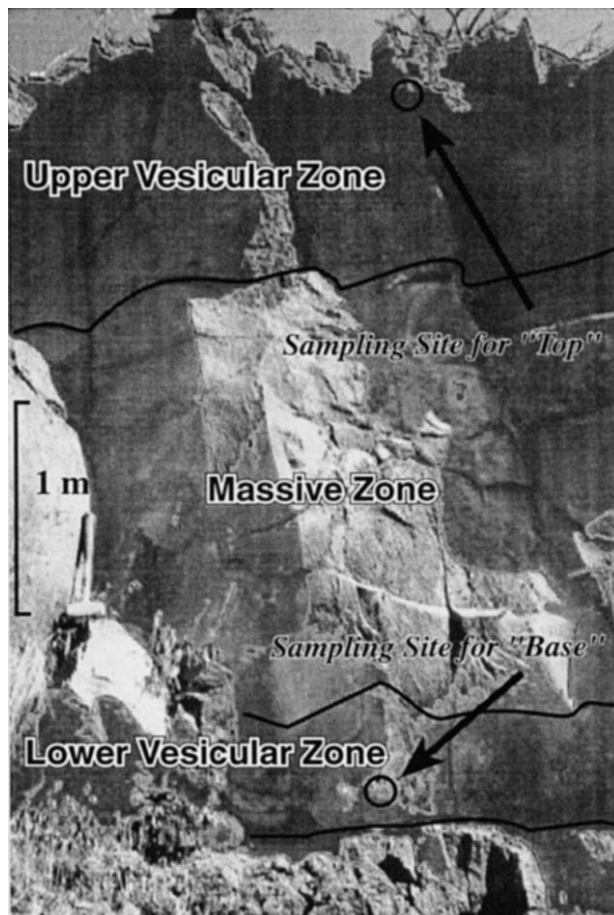 Upper Vesicular Zone
Sampling Site for "Top"
1 m
Massive Zone
Sampling Site for "Base"
Lower Vesicular Zone